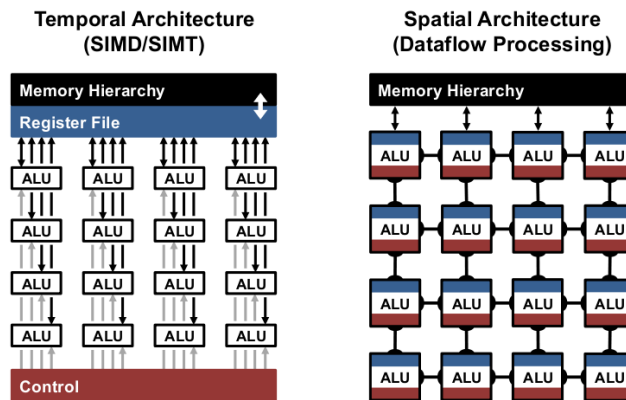 Temporal Architecture
(SIMD/SIMT)
Memory Hierarchy
Register File
ALU ALU ALU ALU
ALU ALU ALU ALU
ALU ALU ALU ALU
ALU ALU ALU ALU
Control
Spatial Architecture
(Dataflow Processing)
Memory Hierarchy
ALU ALU ALU ALU
ALU ALU ALU ALU
ALU ALU ALU ALU
ALU ALU ALU ALU